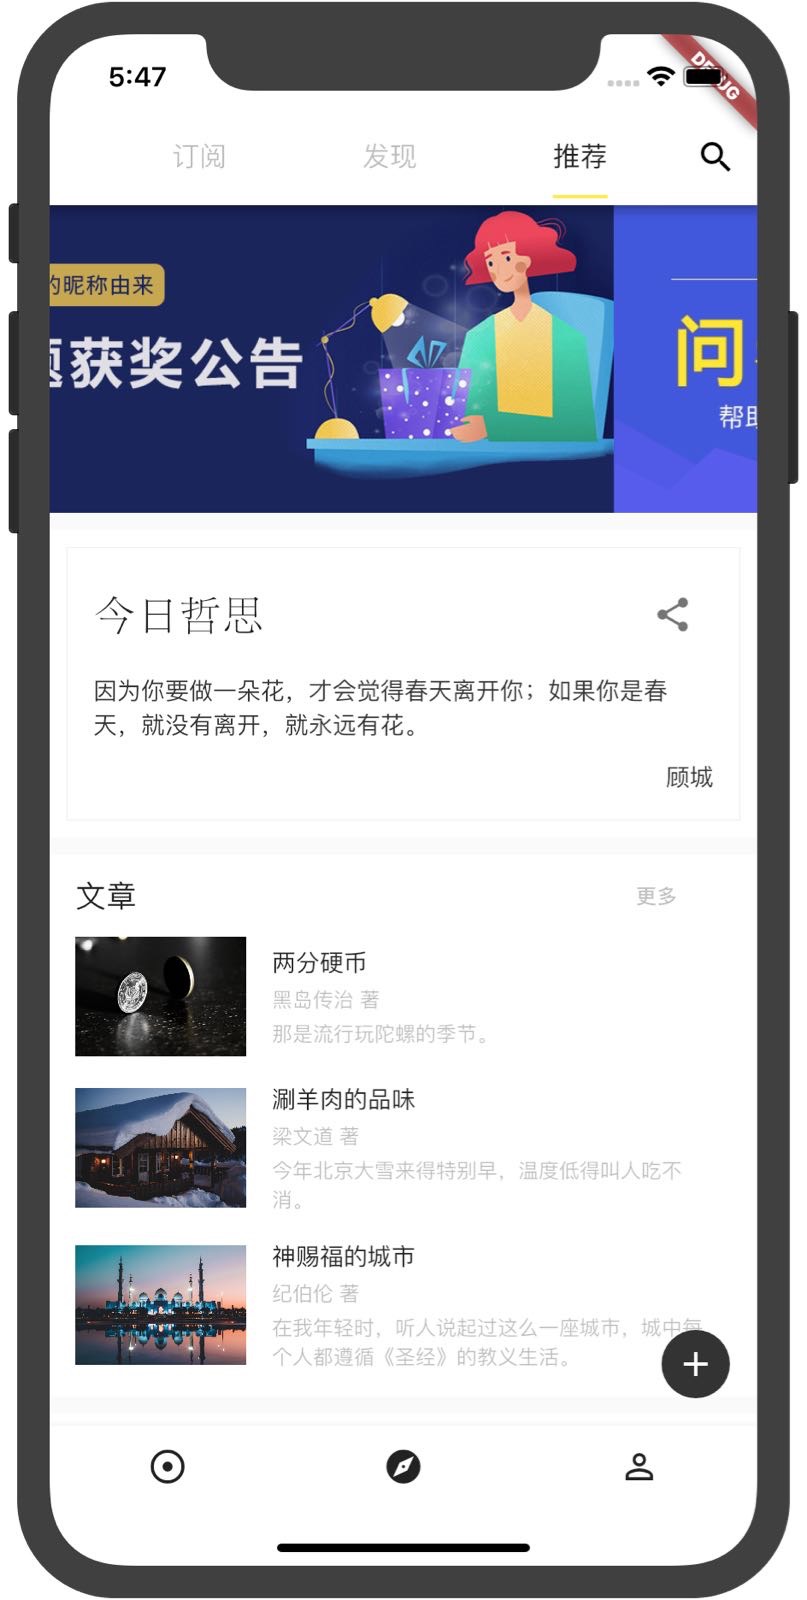 5:47
DEBUG
订阅
发现
推荐
的昵称由来
获奖公告
问
帮助
今日哲思
因为你要做一朵花，才会觉得春天离开你；如果你是春
天，就没有离开，就永远有花。
顾城
文章
更多
两分硬币
黑岛传治 著
那是流行玩陀螺的季节。
涮羊肉的品味
梁文道 著
今年北京大雪来得特别早，温度低得叫人吃不
消。
神赐福的城市
纪伯伦 著
在我年轻时，听人说起过这么一座城市，城中每
个人都遵循《圣经》的教义生活。